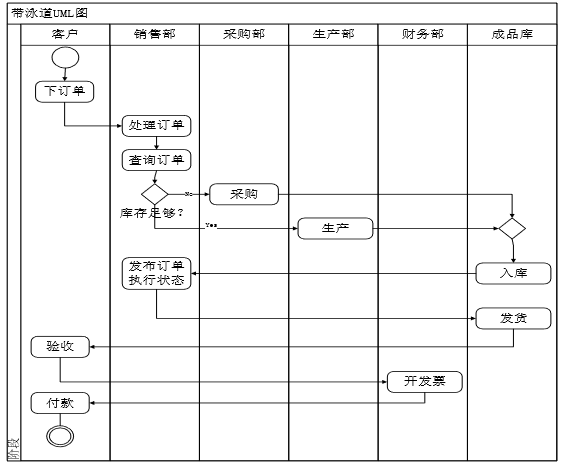 带泳道UML图
客户 销售部 采购部 生产部 财务部 成品库
下订单
处理订单
查询订单
No
采购
库存足够？
Yes
生产
发布订单
执行状态
入库
发货
验收
开发票
付款
阶段